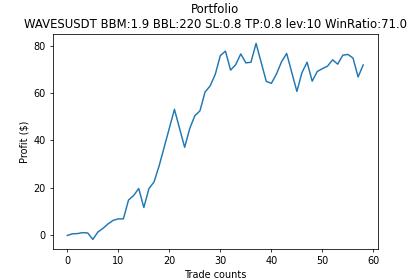 Portfolio
WAVESUSDT BBM:1.9 BBL:220 SL:0.8 TP:0.8 lev:10 WinRatio:71.0
80
60
40
20
0
Profit ($)
0 10 20 30 40 50 60
Trade counts